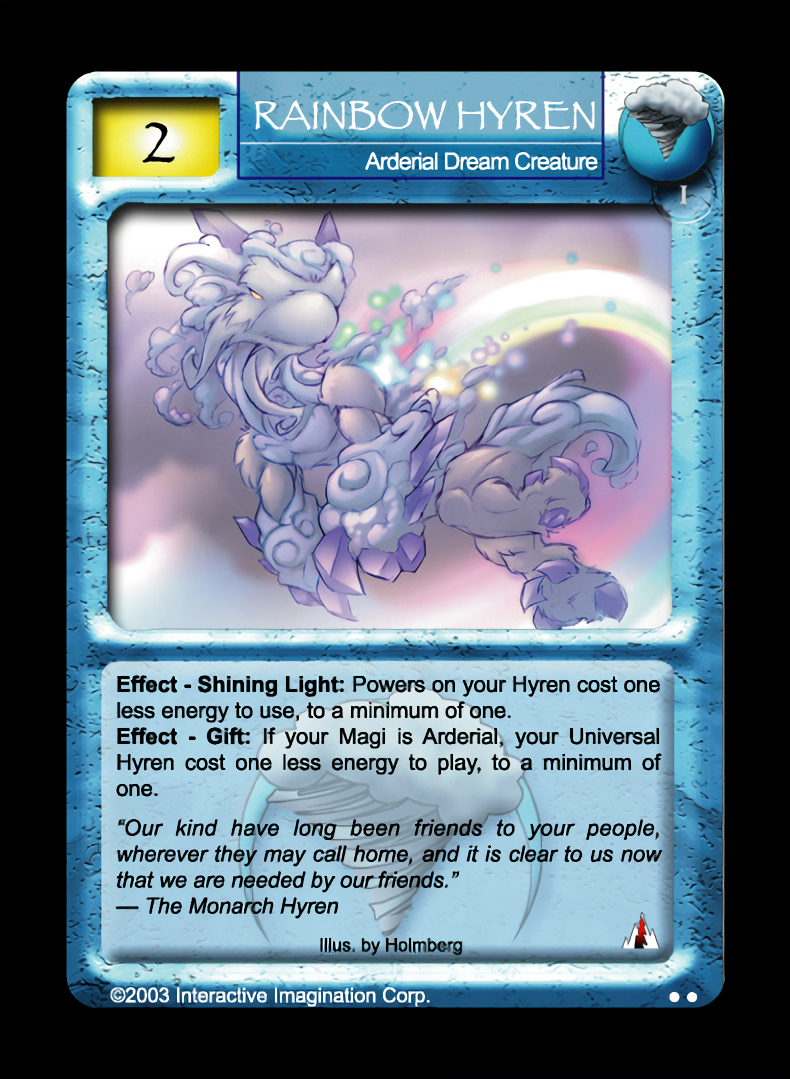 2
RAINBOW HYREN
Arderial Dream Creature
I
Effect - Shining Light: Powers on your Hyren cost one
less energy to use, to a minimum of one.
Effect - Gift: If your Magi is Arderial, your Universal
Hyren cost one less energy to play, to a minimum of
one.
“Our kind have long been friends to your people,
wherever they may call home, and it is clear to us now
that we are needed by our friends.”
— The Monarch Hyren
Illus. by Holmberg
©2003 Interactive Imagination Corp.